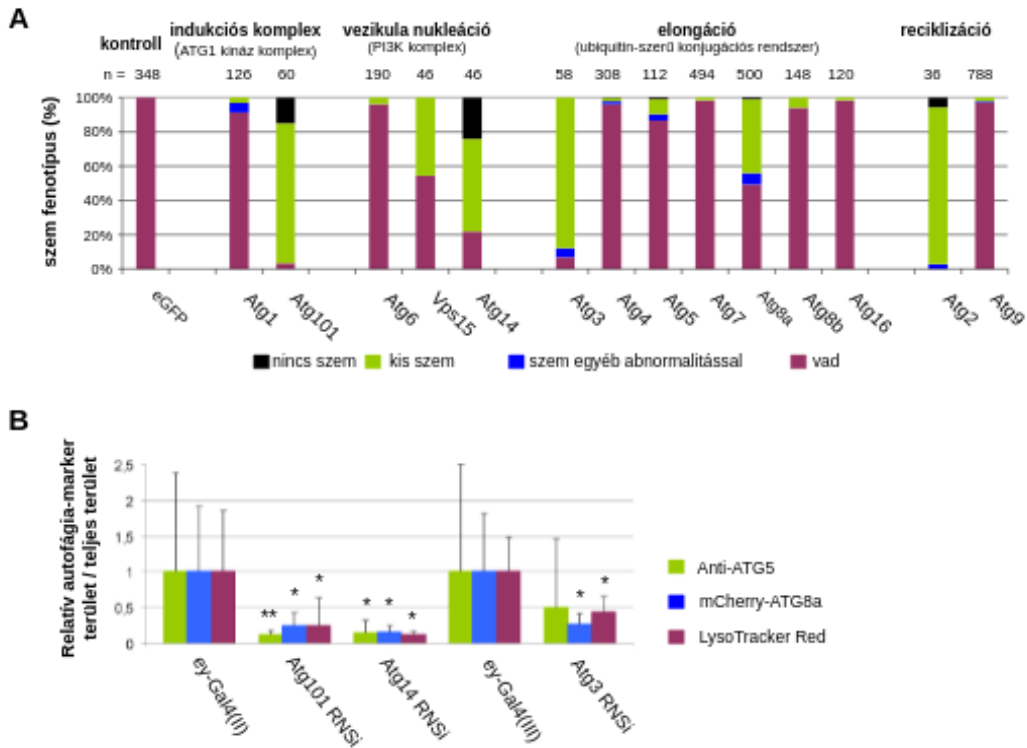 A
kontroll
indukciós komplex
(ATG1 kináz komplex)
vezikula nukleáció
(PI3K komplex)
elongáció
(ubiquitin-szerű konjugációs rendszer)
reciklizáció
n = 348 126 60 190 46 46 58 308 112 494 500 148 120 36 788
szem fenotípus (%)
100%
80%
60%
40%
20%
0%
eGFP Atg1 Atg101 Atg6 Vps15 Atg14 Atg3 Atg4 Atg5 Atg7 Atg8a Atg8b Atg16 Atg2 Atg9
nincs szem kis szem szem egyéb abnormalitással vad
B
Relatív autofágia-marker
terület / teljes terület
2,5
2
1,5
1
0,5
0
** * * * * * * *
ey-Gal4(II) Atg101 RNSi Atg14 RNSi ey-Gal4(III) Atg3 RNSi
Anti-ATG5
mCherry-ATG8a
LysoTracker Red